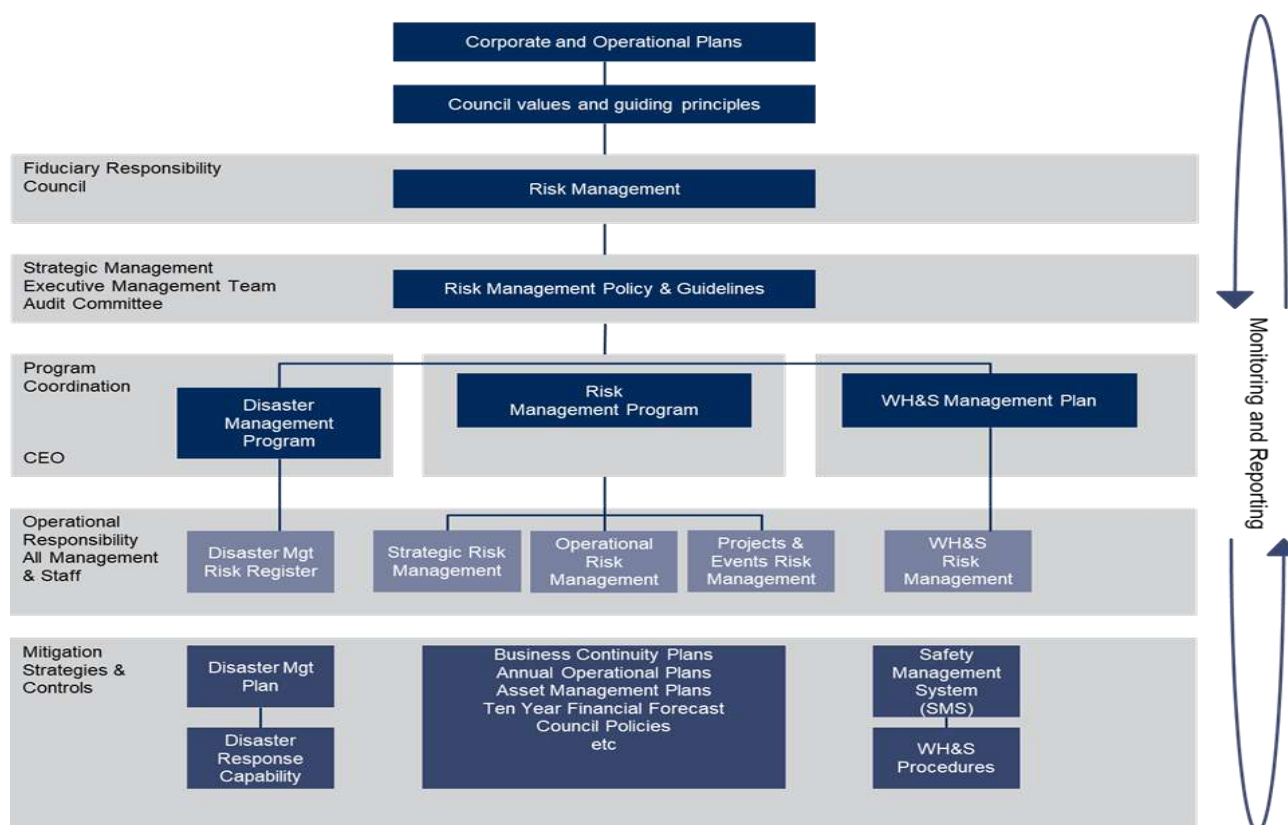 Corporate and Operational Plans
Council values and guiding principles
Fiduciary Responsibility
Council
Risk Management
Strategic Management
Executive Management Team
Audit Committee
Risk Management Policy & Guidelines
Program
Coordination
CEO
Disaster
Management
Program
Risk
Management Program
WH&S Management Plan
Operational
Responsibility
All Management
& Staff
Disaster Mgt
Risk Register
Strategic Risk
Management
Operational
Risk
Management
Projects &
Events Risk
Management
WH&S
Risk
Management
Mitigation
Strategies &
Controls
Disaster Mgt
Plan
Disaster
Response
Capability
Business Continuity Plans
Annual Operational Plans
Asset Management Plans
Ten Year Financial Forecast
Council Policies
etc
Safety
Management
System
(SMS)
WH&S
Procedures
Monitoring and Reporting